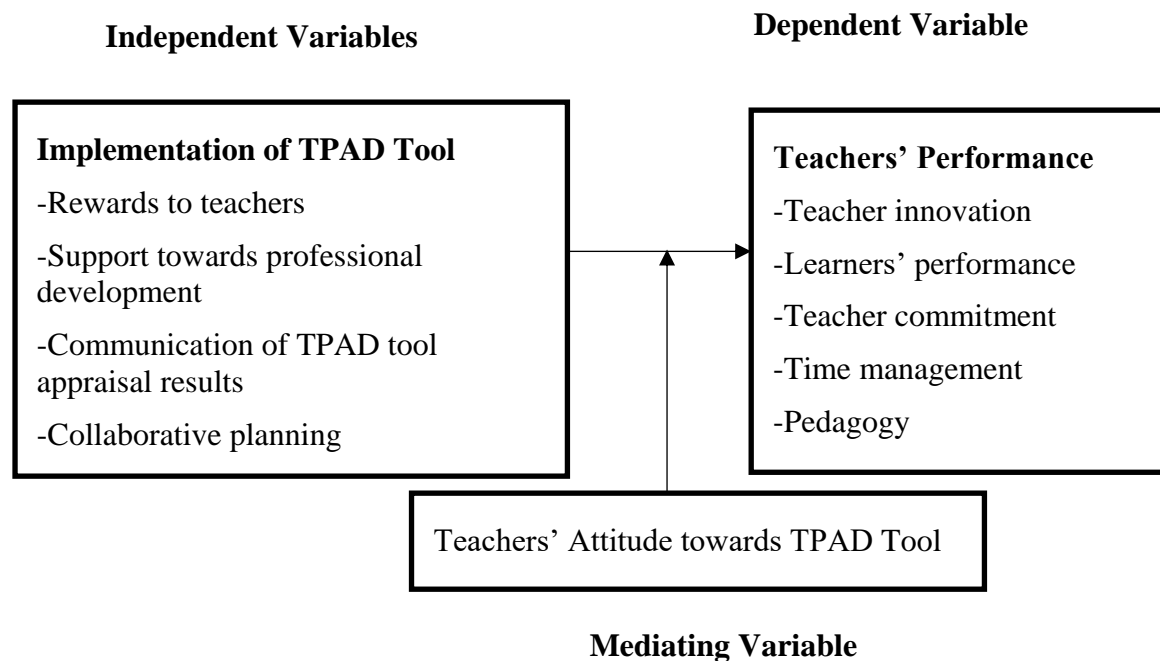 Independent Variables
Dependent Variable
Implementation of TPAD Tool
-Rewards to teachers
-Support towards professional
development
-Communication of TPAD tool
appraisal results
-Collaborative planning
Teachers’ Performance
-Teacher innovation
-Learners’ performance
-Teacher commitment
-Time management
-Pedagogy
Teachers’ Attitude towards TPAD Tool
Mediating Variable